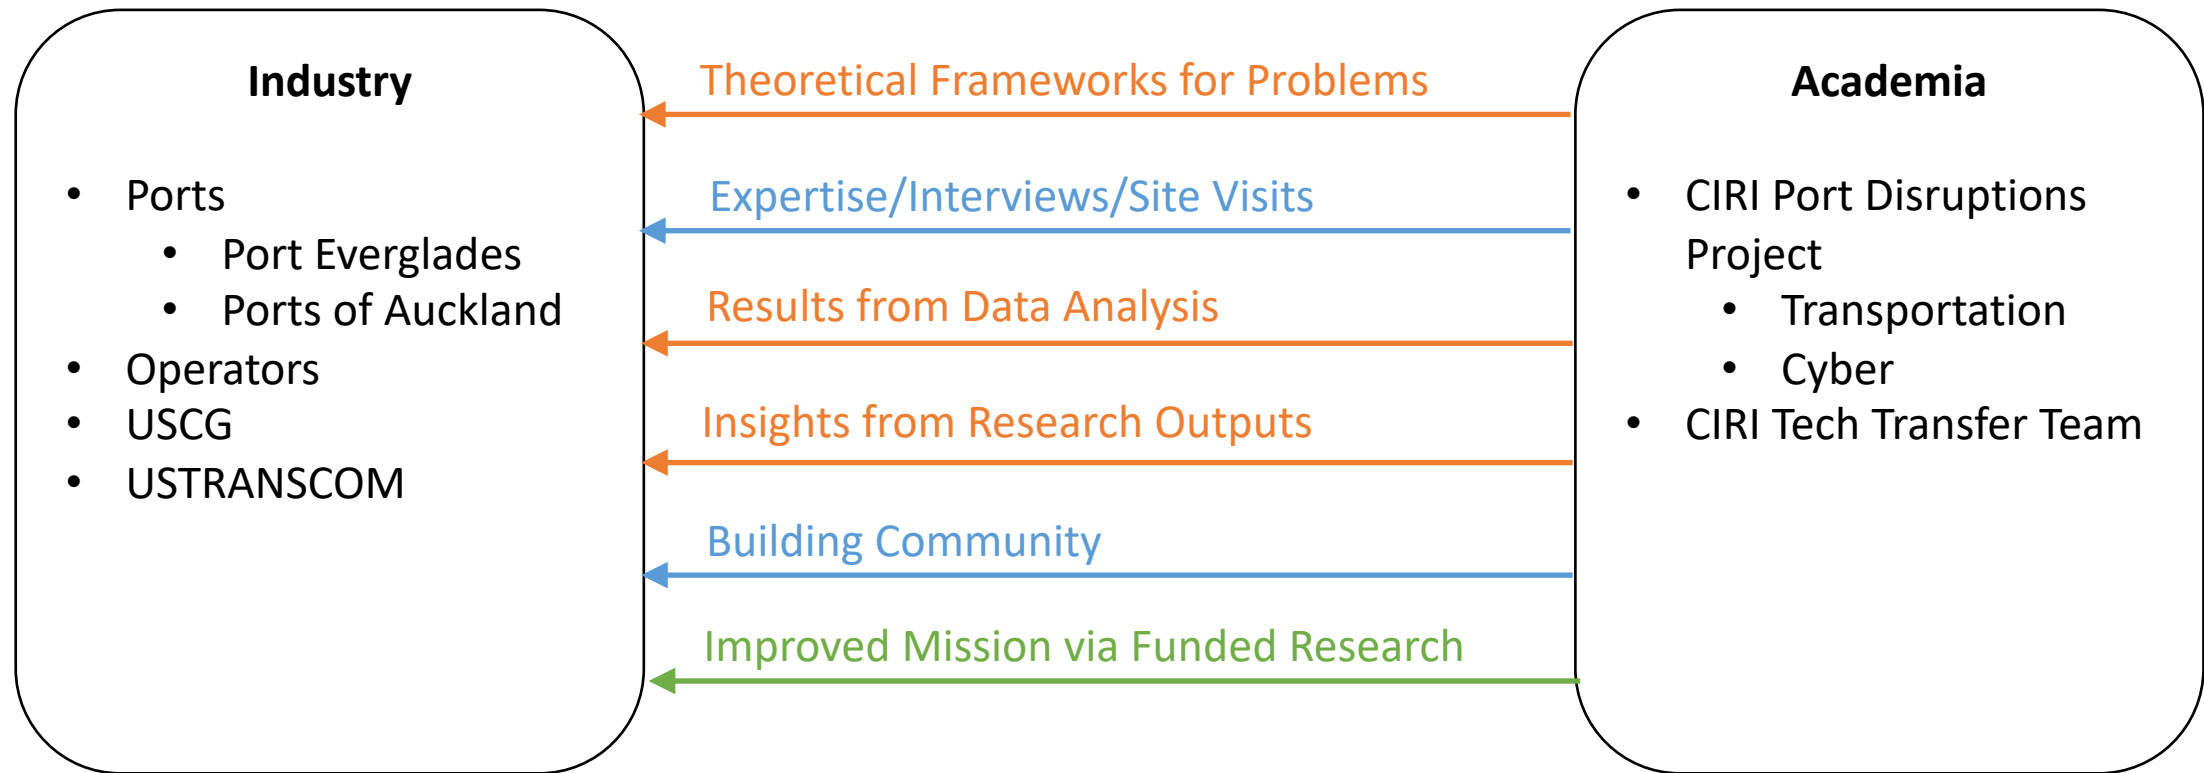 Industry
• Ports
• Port Everglades
• Ports of Auckland
• Operators
• USCG
• USTRANSCOM
Theoretical Frameworks for Problems
Expertise/Interviews/Site Visits
Results from Data Analysis
Insights from Research Outputs
Building Community
Improved Mission via Funded Research
Academia
• CIRI Port Disruptions
Project
• Transportation
• Cyber
• CIRI Tech Transfer Team